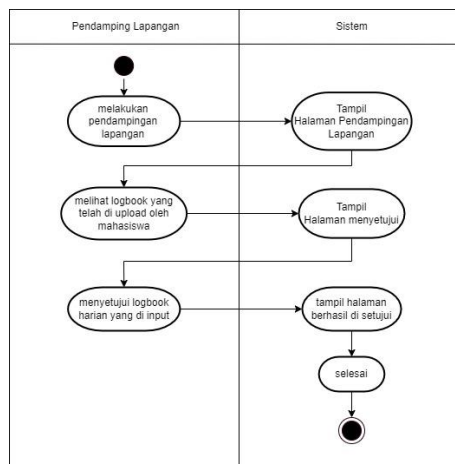 Pendamping Lapangan
Sistem
melakukan
pendampingan
lapangan
Tampil
Halaman Pendampingan
Lapangan
melihat logbook yang
telah di upload oleh
mahasiswa
Tampil
Halaman menyetujui
menyetujui logbook
harian yang di input
tampil halaman
berhasil di setujui
selesai